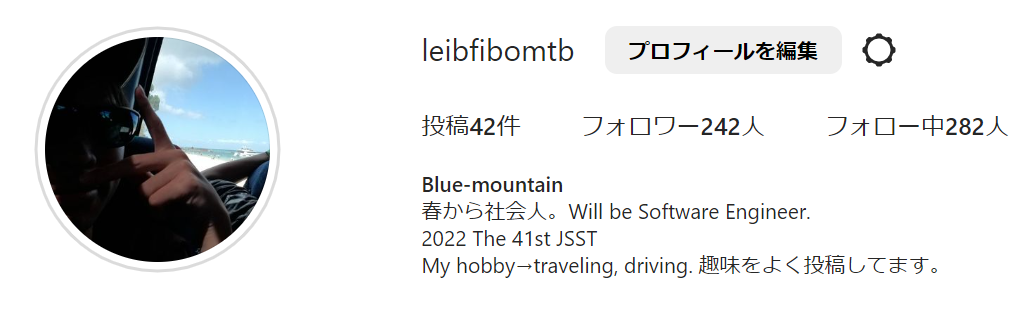 leibfibomtb プロフィールを編集
投稿42件 フォロワー242人 フォロー中282人
Blue-mountain
春から社会人。Will be Software Engineer.
2022 The 41st JSST
My hobby→traveling, driving. 趣味をよく投稿してます。